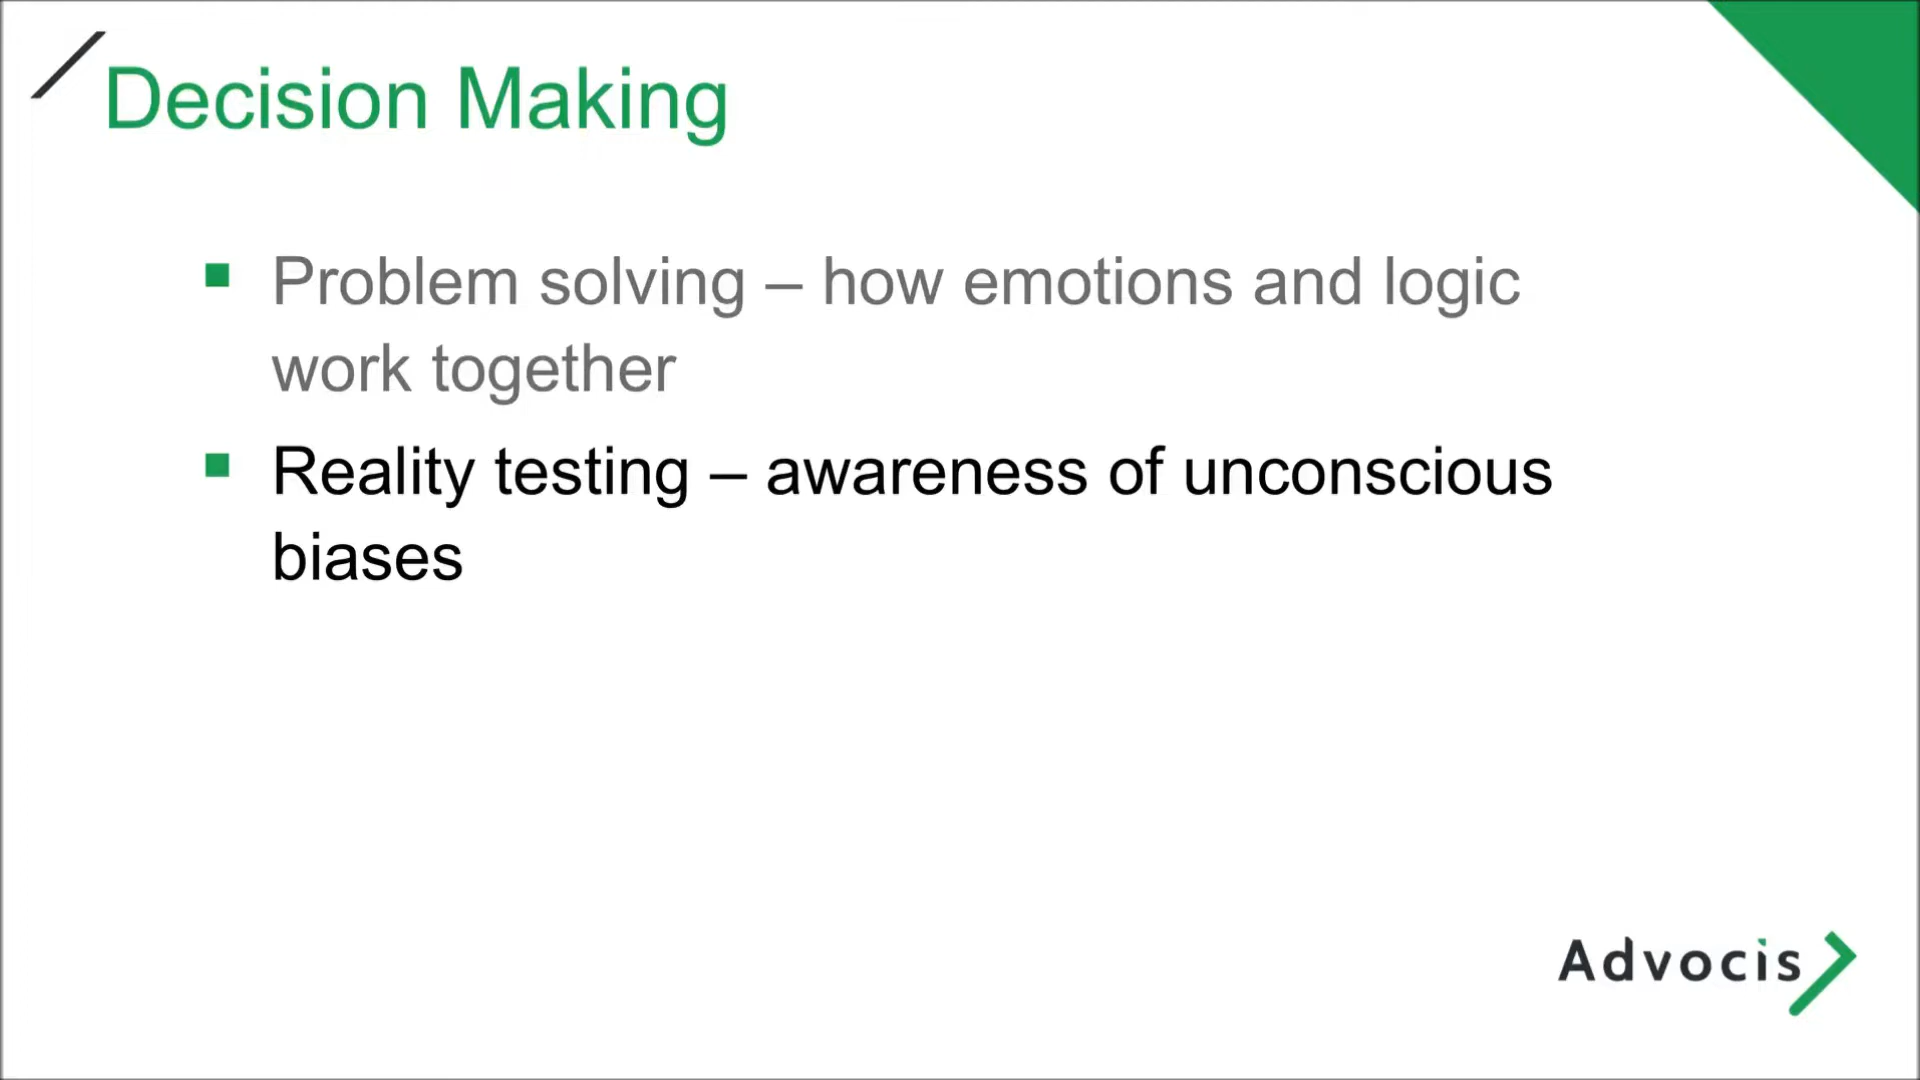 Decision Making
Problem solving – how emotions and logic
work together
Reality testing – awareness of unconscious
biases
Advocis